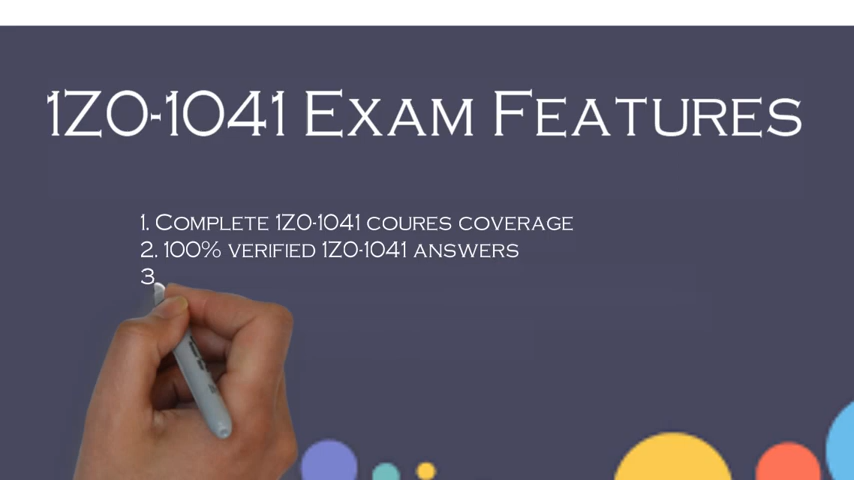 1Z0-1041 Exam Features
1. Complete 1Z0-1041 coures coverage
2. 100% verified 1Z0-1041 answers
3